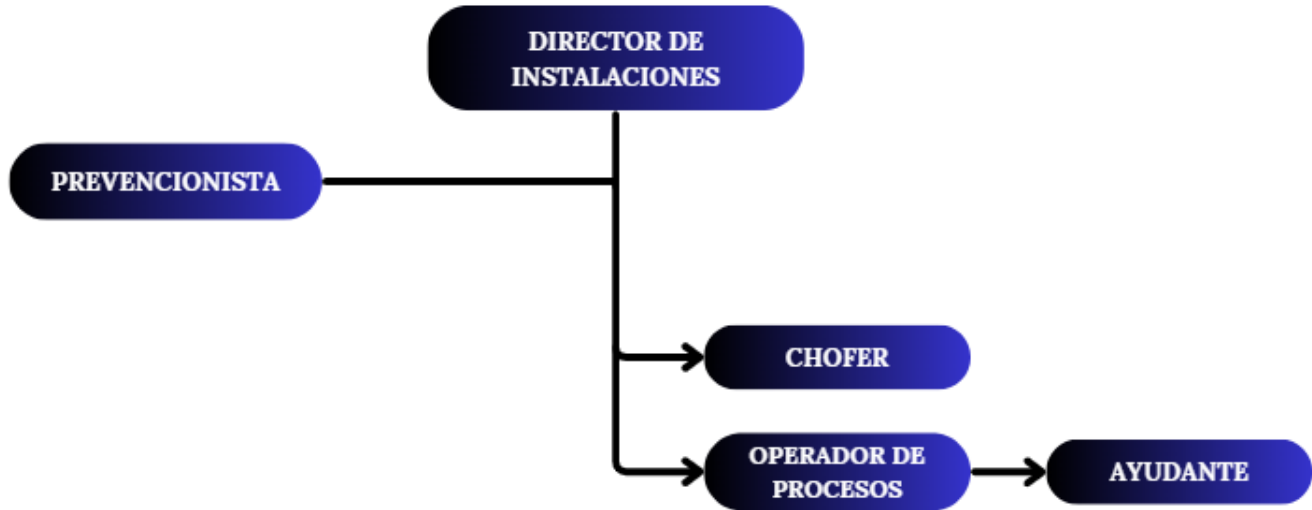 DIRECTOR DE
INSTALACIONES
PREVENCIONISTA
CHOFER
OPERADOR DE
PROCESOS
AYUDANTE